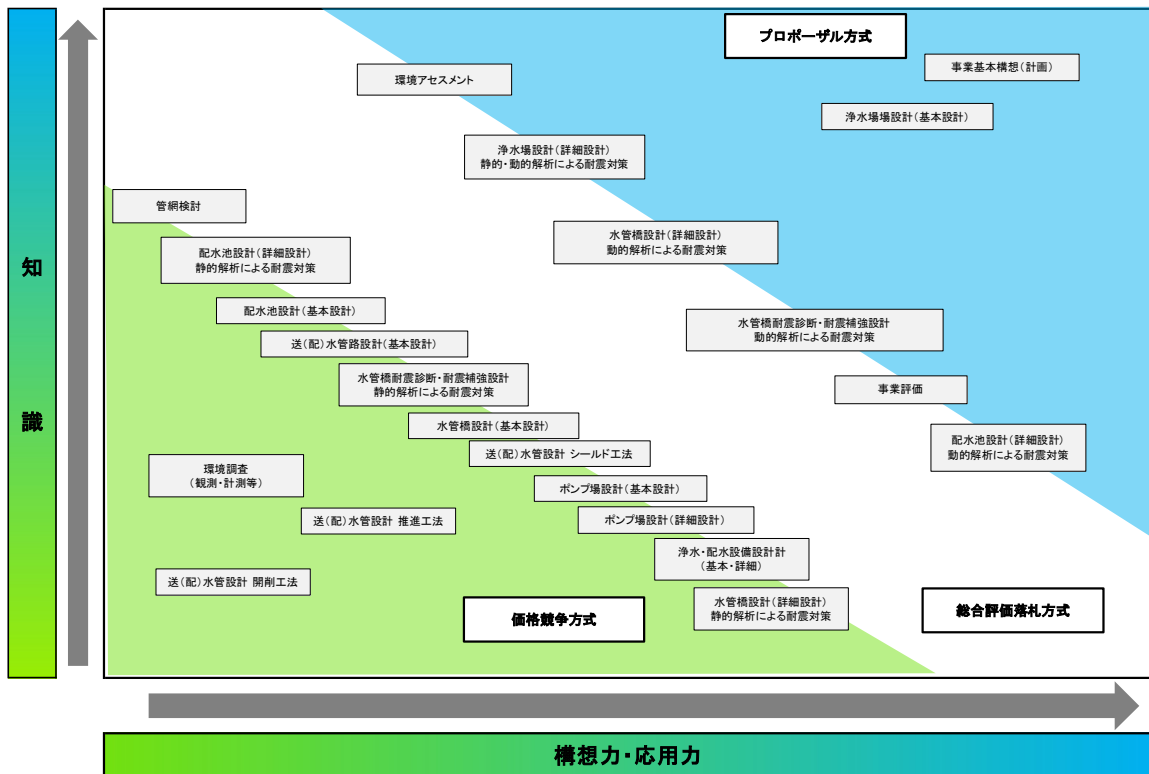 プロポーザル方式
事業基本構想(計画)
環境アセスメント
浄水場場設計(基本設計)
浄水場設計(詳細設計)
静的・動的解析による耐震対策
管網検討
水管橋設計(詳細設計)
動的解析による耐震対策
配水池設計(詳細設計)
静的解析による耐震対策
配水池設計(基本設計)
水管橋耐震診断・耐震補強設計
動的解析による耐震対策
送(配)水管路設計(基本設計)
水管橋耐震診断・耐震補強設計
静的解析による耐震対策
事業評価
水管橋設計(基本設計)
配水池設計(詳細設計)
動的解析による耐震対策
送(配)水管設計 シールド工法
環境調査
(観測・計測等)
ポンプ場設計(基本設計)
送(配)水管設計 推進工法
ポンプ場設計(詳細設計)
浄水・配水設備設計計
(基本・詳細)
送(配)水管設計 開削工法
水管橋設計(詳細設計)
静的解析による耐震対策
価格競争方式
総合評価落札方式
知識
構想力・応用力